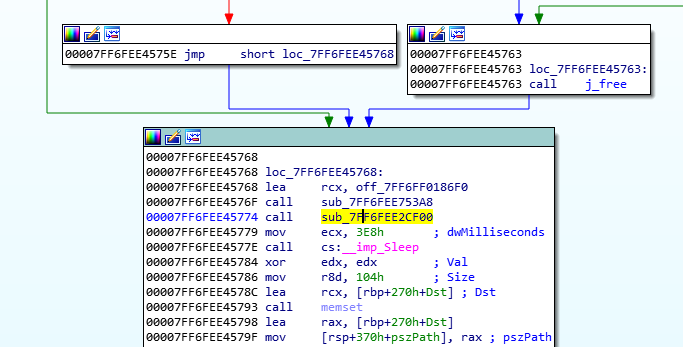 00007FF6FEE4575E jmp short loc_7FF6FEE45768
00007FF6FEE45763
00007FF6FEE45763 loc_7FF6FEE45763:
00007FF6FEE45763 call j_free
00007FF6FEE45768
00007FF6FEE45768 loc_7FF6FEE45768:
00007FF6FEE45768 lea rcx, off_7FF6FF0186F0
00007FF6FEE4576F call sub_7FF6FEE753A8
00007FF6FEE45774 call sub_7FF6FEE2CF00
00007FF6FEE45779 mov ecx, 3E8h ; dwMilliseconds
00007FF6FEE4577E call cs:__imp_Sleep
00007FF6FEE45784 xor edx, edx ; Val
00007FF6FEE45786 mov r8d, 104h ; Size
00007FF6FEE4578C lea rcx, [rbp+270h+Dst] ; Dst
00007FF6FEE45793 call memset
00007FF6FEE45798 lea rax, [rbp+270h+Dst]
00007FF6FEE4579F mov [rsp+370h+pszPath], rax ; pszPath